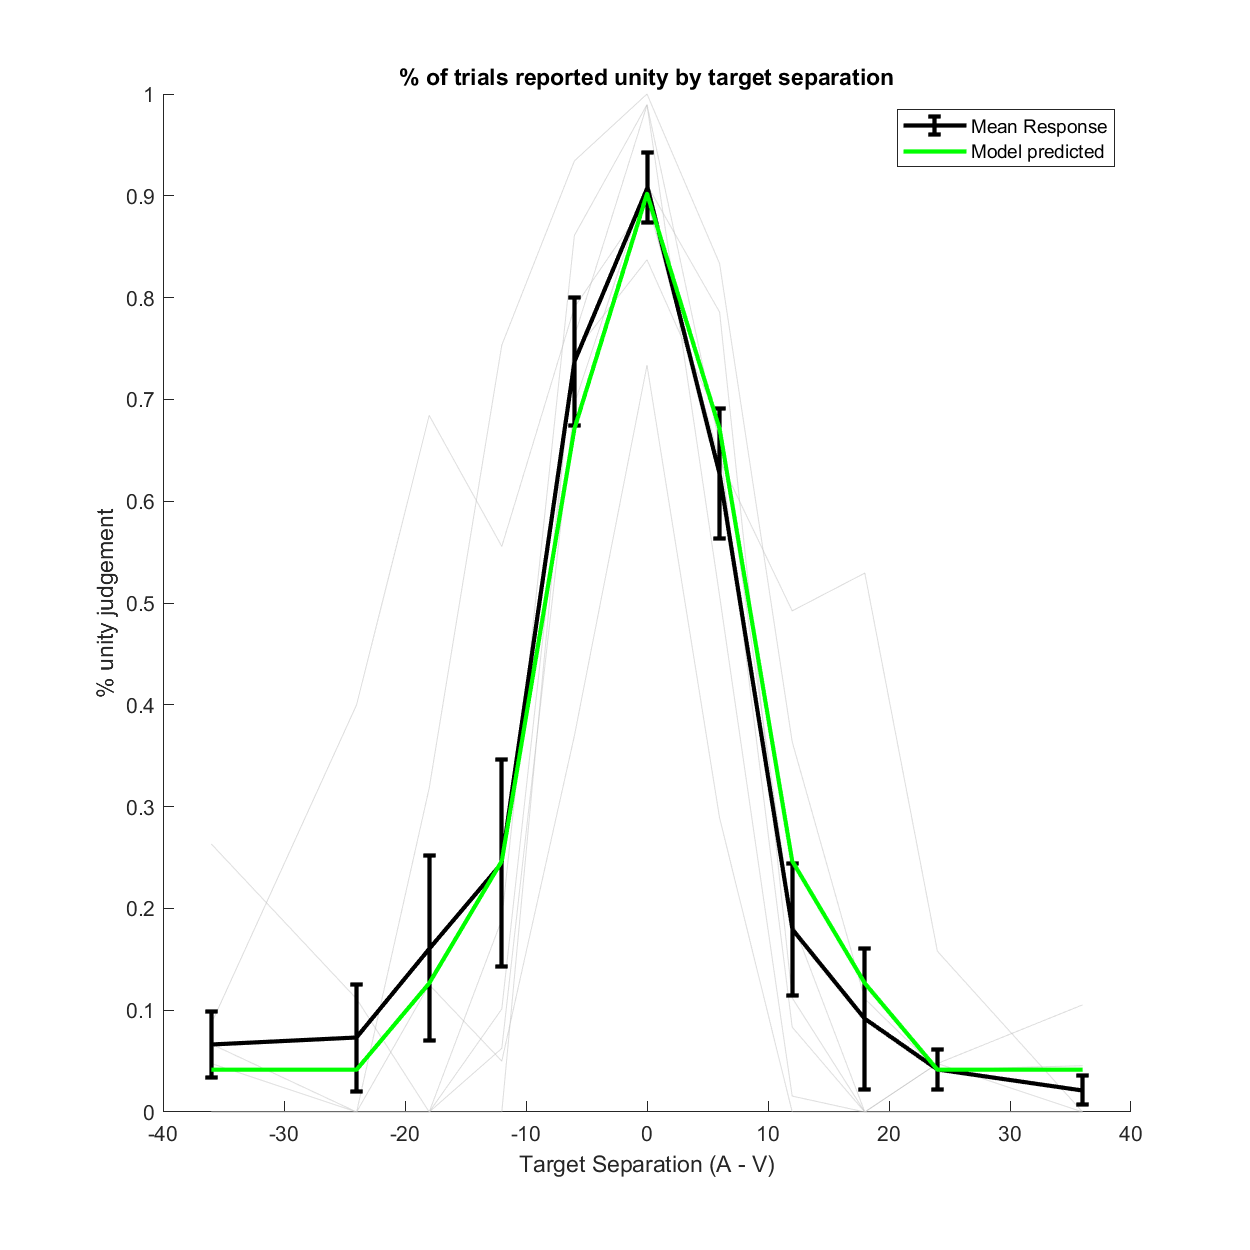 % of trials reported unity by target separation
Mean Response
Model predicted
1
0.9
0.8
0.7
0.6
0.5
0.4
0.3
0.2
0.1
0
% unity judgement
-40 -30 -20 -10 0 10 20 30 40
Target Separation (A - V)